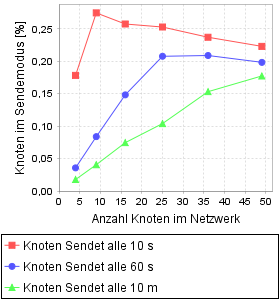 Knoten im Sendemodus [%]
0,25
0,20
0,15
0,10
0,05
0,00
0 5 10 15 20 25 30 35 40 45 50
Anzahl Knoten im Netzwerk
Knoten Sendet alle 10 s
Knoten Sendet alle 60 s
Knoten Sendet alle 10 m